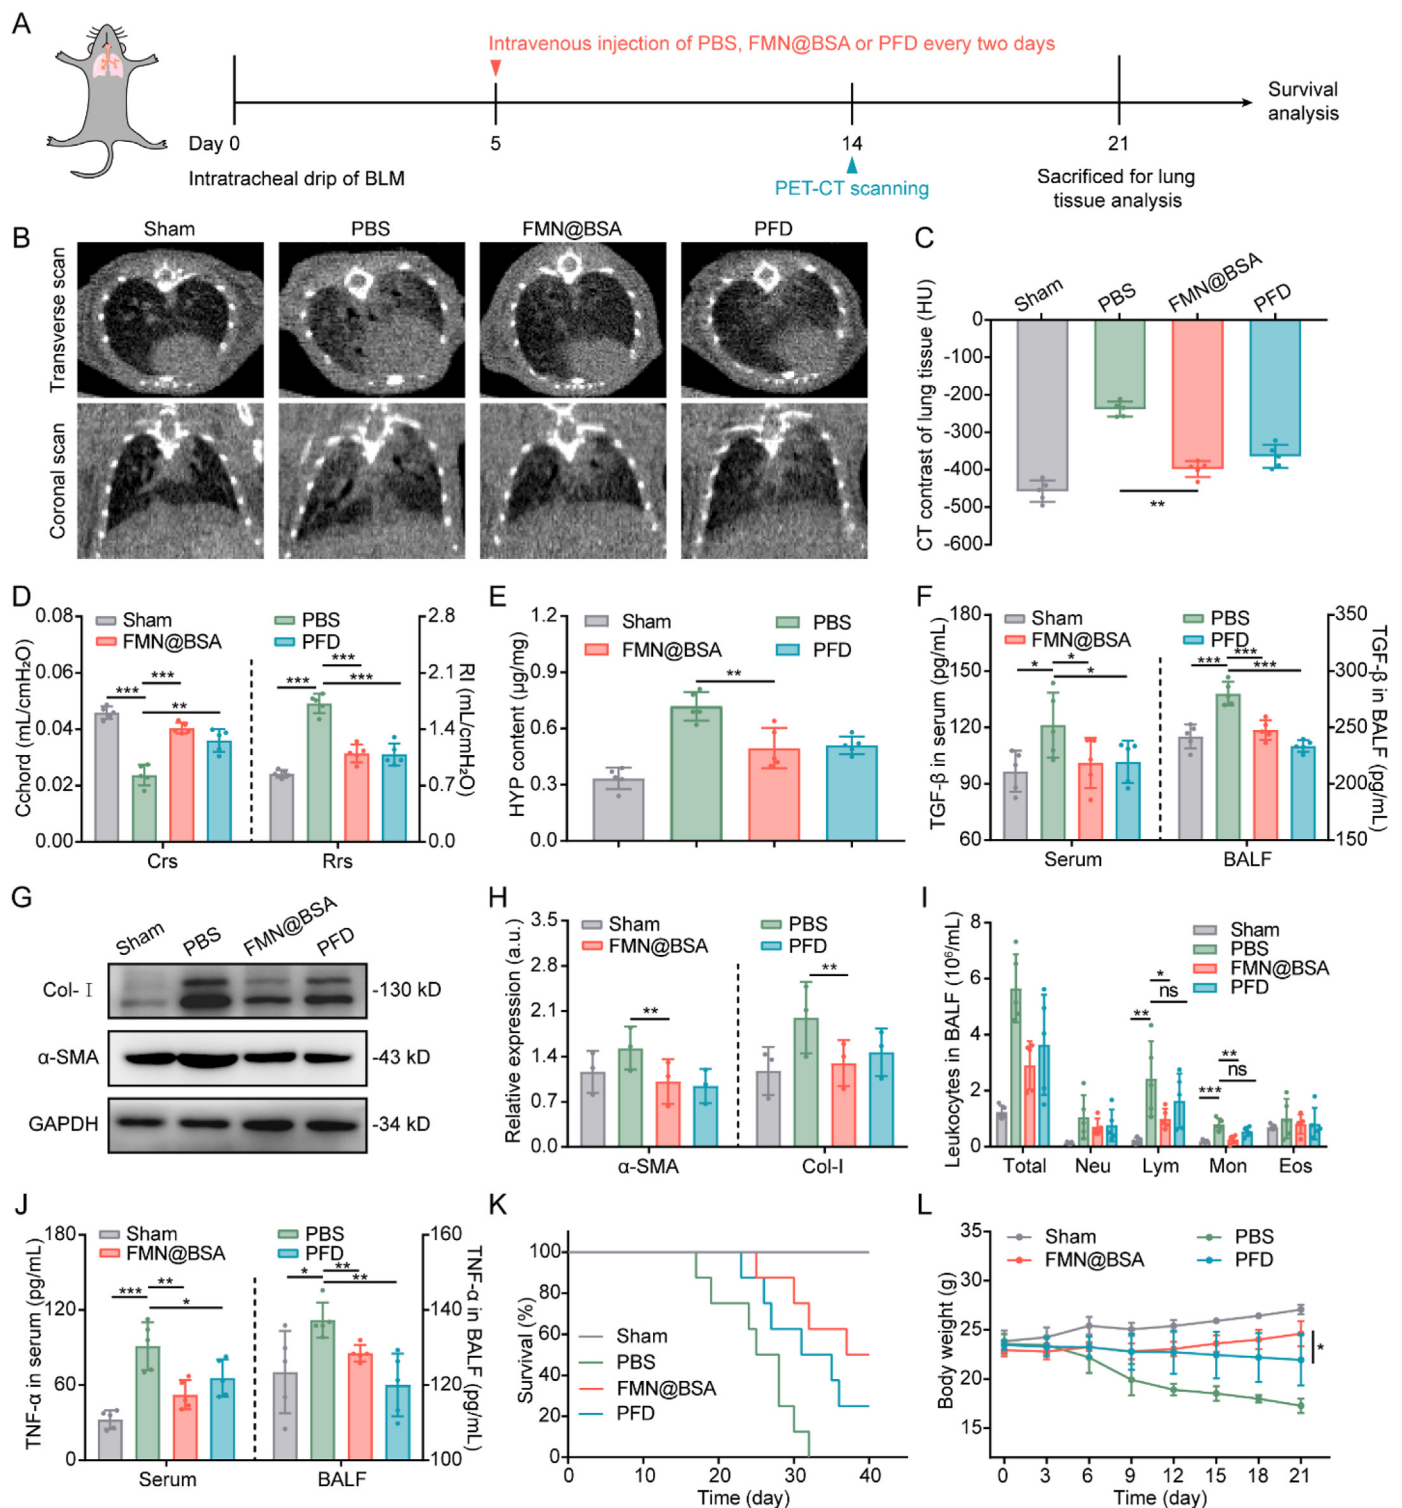 A
Intravenous injection of PBS, FMN@BSA or PFD every two days
Survival
analysis
Day 0
5
14
21
Intratracheal drip of BLM
PET-CT scanning
Sacrificed for lung
tissue analysis
B
Sham
PBS
FMN@BSA
PFD
Transverse scan
Coronal scan
C
Sham
PBS
FMN@BSA
PFD
CT contrast of lung tissue (HU)
0
-100
-200
-300
-400
-500
-600
**
D
Sham
PBS
FMN@BSA
PFD
Cchord (mL/cmH₂O)
0.08
0.06
0.04
0.02
0.00
RI (mL/cmH₂O)
2.8
2.1
1.4
0.7
0.0
*** *** **
*** *** ***
Crs
Rrs
E
Sham
PBS
FMN@BSA
PFD
HYP content (μg/mg)
1.2
0.9
0.6
0.3
0.0
**
F
PBS
Sham
FMN@BSA
PFD
TGF-β in serum (pg/mL)
180
150
120
90
60
TGF-β in BALF (pg/mL)
350
300
250
200
150
* * *
*** *** ***
Serum
BALF
G
Sham
PBS
FMN@BSA
PFD
Col-Ⅰ
-130 kD
α-SMA
-43 kD
GAPDH
-34 kD
H
Sham
PBS
FMN@BSA
PFD
Relative expression (a.u.)
3.5
2.8
2.1
1.4
0.7
0.0
**
**
α-SMA
Col-I
I
Sham
PBS
FMN@BSA
PFD
Leukocytes in BALF (10⁶/mL)
8
6
4
2
0
** * ns
*** ** ns
Total
Neu
Lym
Mon
Eos
J
Sham
PBS
FMN@BSA
PFD
TNF-α in serum (pg/mL)
180
120
60
0
TNF-α in BALF (pg/mL)
160
140
120
100
*** ** *
* ** **
Serum
BALF
K
Survival (%)
100
80
60
40
20
0
Sham
PBS
FMN@BSA
PFD
0
10
20
30
40
Time (day)
L
Sham
PBS
FMN@BSA
PFD
Body weight (g)
35
30
25
20
15
*
0
3
6
9
12
15
18
21
Time (day)